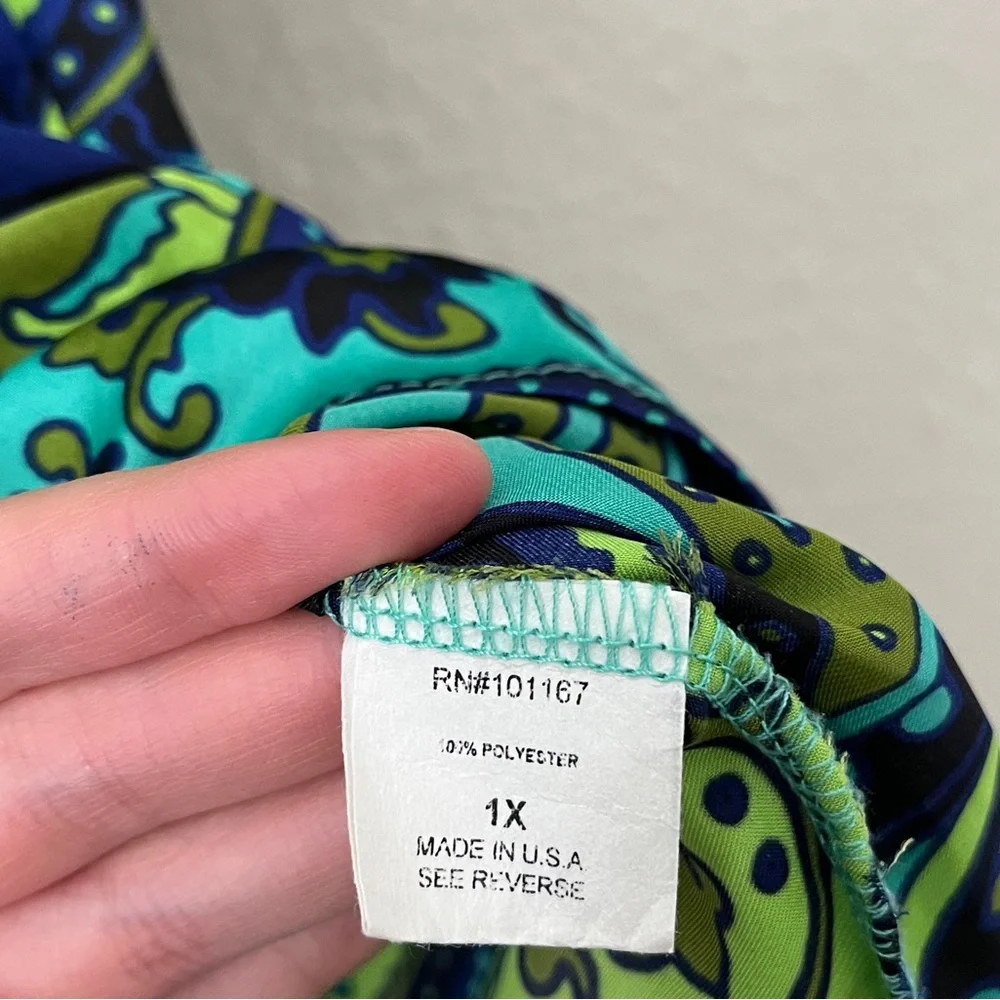 RN#101167
100% POLYESTER
1X
MADE IN U.S.A.
SEE REVERSE